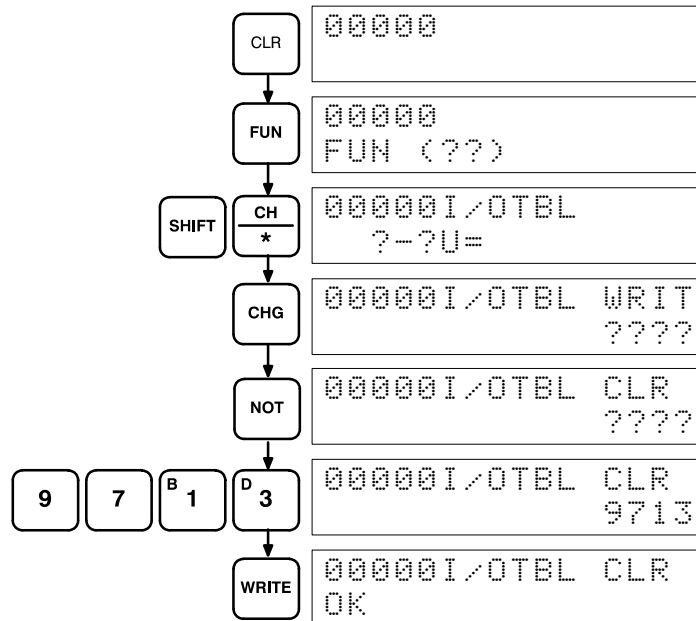 CLR
00000
FUN
00000
FUN (??)
SHIFT
CH
*
00000I/OTBL
?-?U=
CHG
00000I/OTBL WRIT
????
NOT
00000I/OTBL CLR
????
9
7
B 1
D 3
00000I/OTBL CLR
9713
WRITE
00000I/OTBL CLR
OK